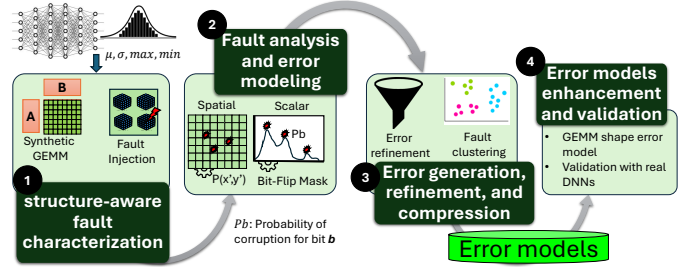 μ, σ, max, min
B
A
Synthetic
GEMM
Fault
Injection
1
structure-aware
fault
characterization
2
Fault analysis
and error
modeling
Spatial
Scalar
Pb
P(x',y')
Bit-Flip Mask
Pb: Probability of
corruption for bit b
Error
refinement
Fault
clustering
3
Error generation,
refinement, and
compression
Error models
4
Error models
enhancement
and validation
• GEMM shape error
model
• Validation with real
DNNs